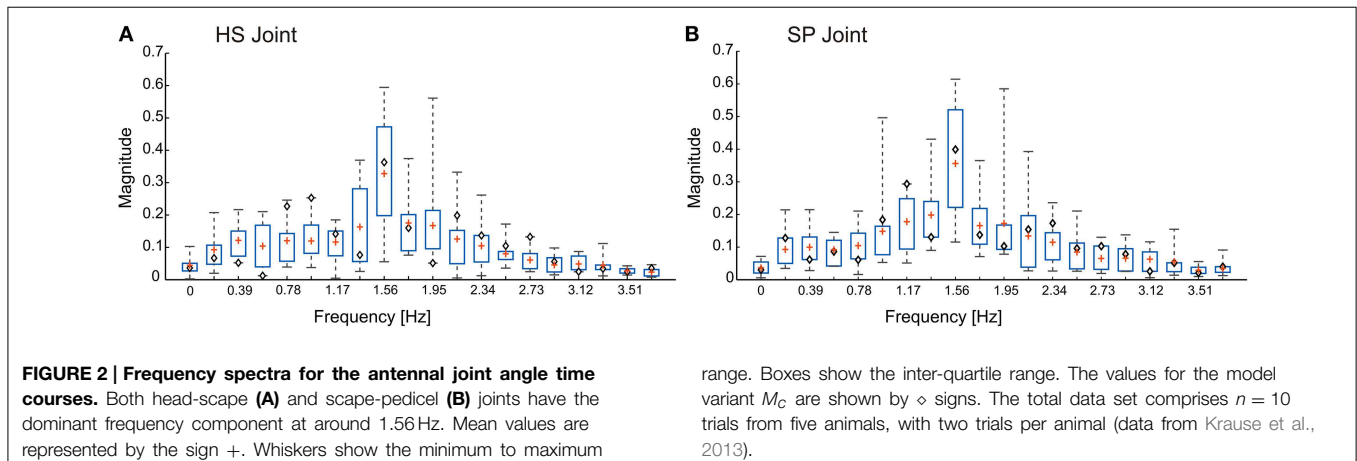 A HS Joint
0.7
0.6
0.5
0.4
0.3
0.2
0.1
0
Magnitude
0 0.39 0.78 1.17 1.56 1.95 2.34 2.73 3.12 3.51
Frequency [Hz]
B SP Joint
0.7
0.6
0.5
0.4
0.3
0.2
0.1
0
Magnitude
0 0.39 0.78 1.17 1.56 1.95 2.34 2.73 3.12 3.51
Frequency [Hz]
FIGURE 2 | Frequency spectra for the antennal joint angle time
courses. Both head-scape (A) and scape-pedicel (B) joints have the
dominant frequency component at around 1.56 Hz. Mean values are
represented by the sign +. Whiskers show the minimum to maximum
range. Boxes show the inter-quartile range. The values for the model
variant MC are shown by ⋄ signs. The total data set comprises n = 10
trials from five animals, with two trials per animal (data from Krause et al.,
2013).